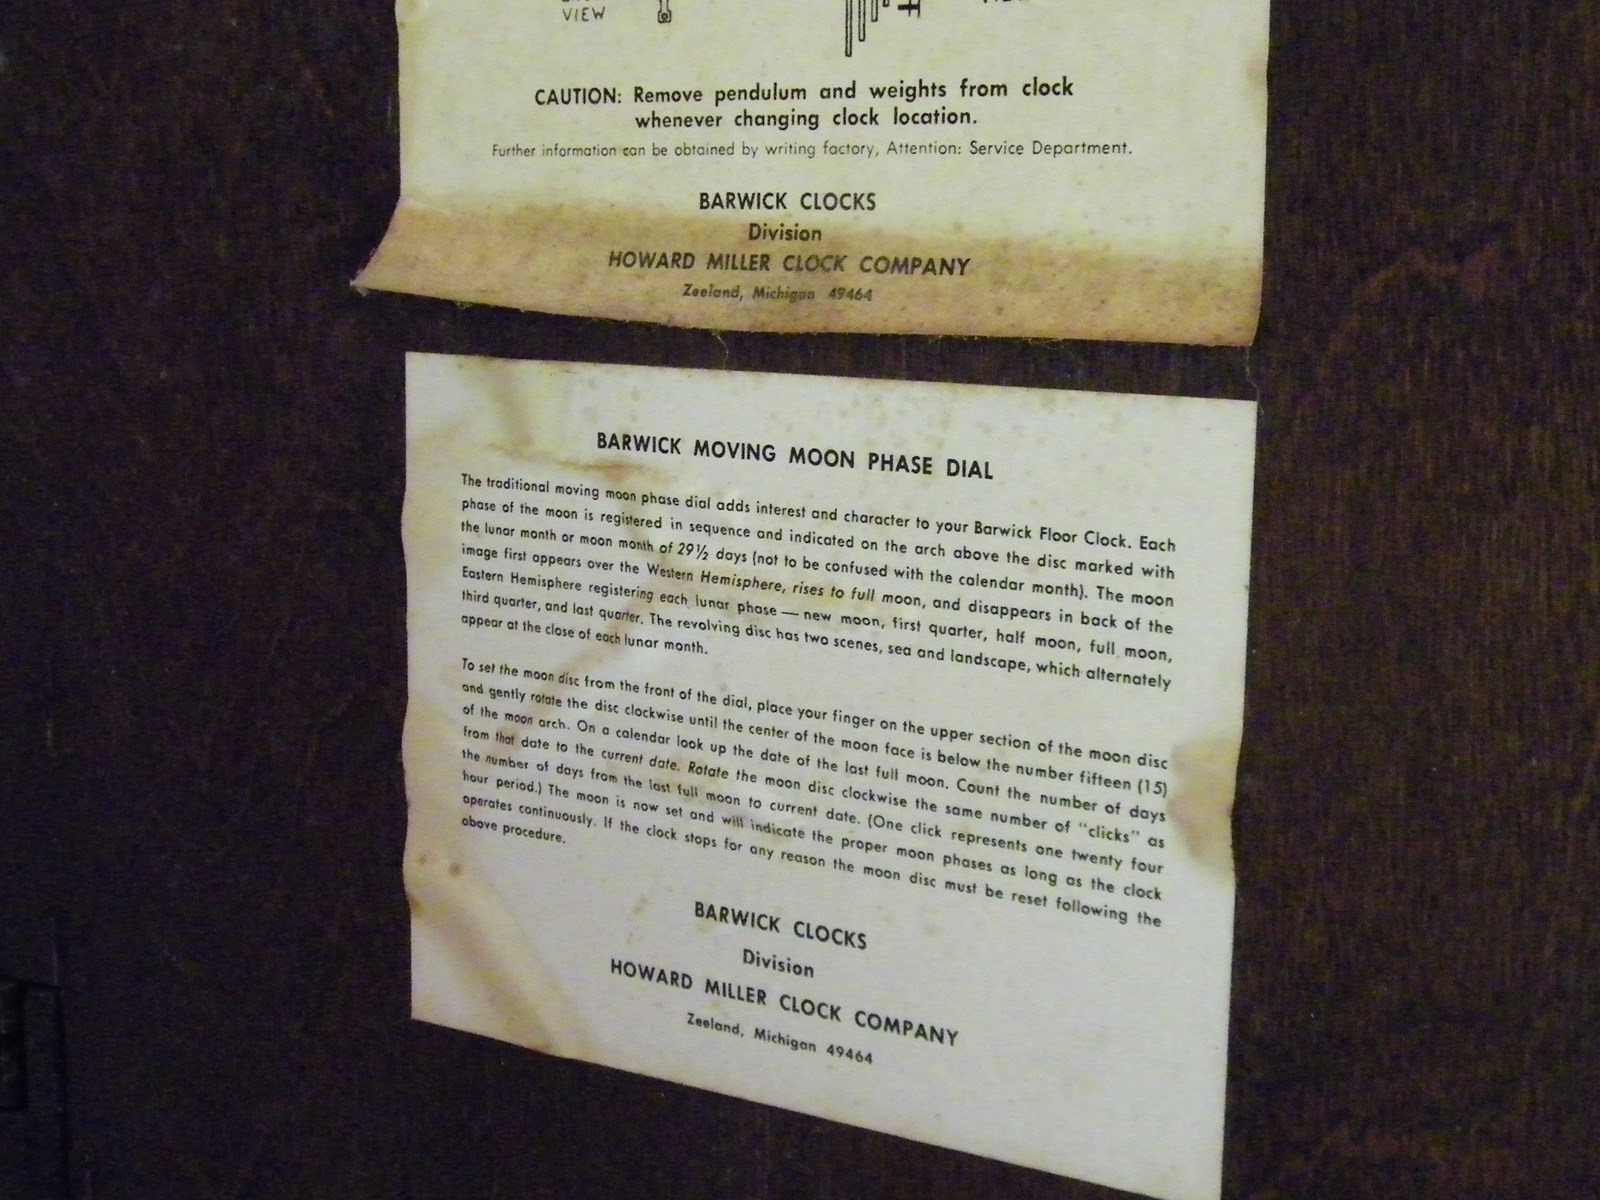 VIEW
CAUTION: Remove pendulum and weights from clock
whenever changing clock location.
Further information can be obtained by writing factory, Attention: Service Department.
BARWICK CLOCKS
Division
HOWARD MILLER CLOCK COMPANY
Zeeland, Michigan 49464
BARWICK MOVING MOON PHASE DIAL
The traditional moving moon phase dial adds interest and character to your Barwick Floor Clock. Each
phase of the moon is registered in sequence and indicated on the arch above the disc marked with
the lunar month or moon month of 29½ days (not to be confused with the calendar month). The moon
image first appears over the Western Hemisphere, rises to full moon, and disappears in back of the
Eastern Hemisphere registering each lunar phase — new moon, first quarter, half moon, full moon,
third quarter, and last quarter. The revolving disc has two scenes, sea and landscape, which alternately
appear at the close of each lunar month.
To set the moon disc from the front of the dial, place your finger on the upper section of the moon disc
and gently rotate the disc clockwise until the center of the moon face is below the number fifteen (15)
of the moon arch. On a calendar look up the date of the last full moon. Count the number of days
from that date to the current date. Rotate the moon disc clockwise the same number of "clicks" as
the number of days from the last full moon to current date. (One click represents one twenty four
hour period.) The moon is now set and will indicate the proper moon phases as long as the clock
operates continuously. If the clock stops for any reason the moon disc must be reset following the
above procedure.
BARWICK CLOCKS
Division
HOWARD MILLER CLOCK COMPANY
Zeeland, Michigan 49464